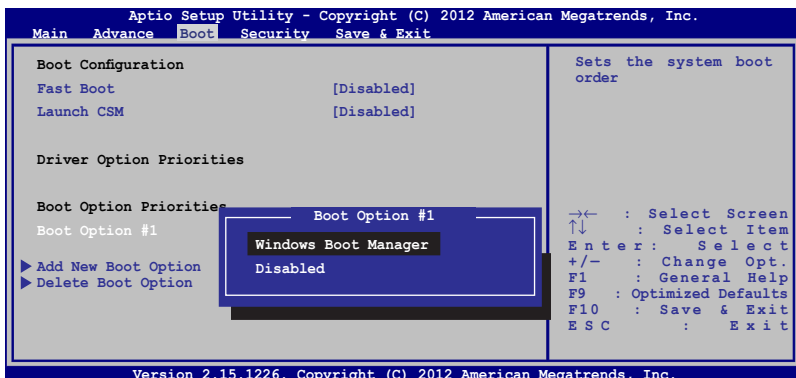 Aptio Setup Utility - Copyright (C) 2012 American Megatrends, Inc.
Main Advance Boot Security Save & Exit
Boot Configuration
Fast Boot [Disabled]
Launch CSM [Disabled]
Driver Option Priorities
Boot Option Priorities
Boot Option #1
Add New Boot Option
Delete Boot Option
Boot Option #1
Windows Boot Manager
Disabled
Sets the system boot
order
→← : Select Screen
↑↓ : Select Item
Enter: Select
+/— : Change Opt.
F1 : General Help
F9 : Optimized Defaults
F10 : Save & Exit
ESC : Exit
Version 2.15.1226. Copyright (C) 2012 American Megatrends, Inc.